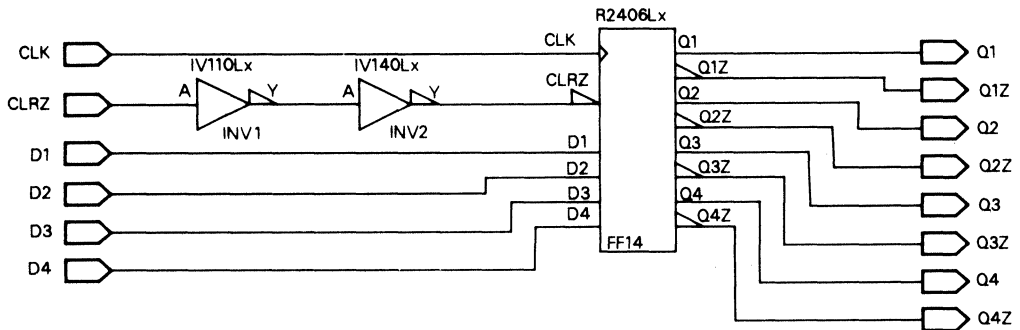 R2406Lx
CLK
CLK
Q1
Q1
IV110Lx
IV140Lx
Q1Z
Q1Z
CLRZ
A
Y
A
Y
CLRZ
Q2
INV1
INV2
Q2Z
Q2
D1
D1
Q3
Q2Z
D2
D2
Q3Z
D3
Q4
Q3
D3
D4
Q4Z
Q3Z
FF14
D4
Q4
Q4Z